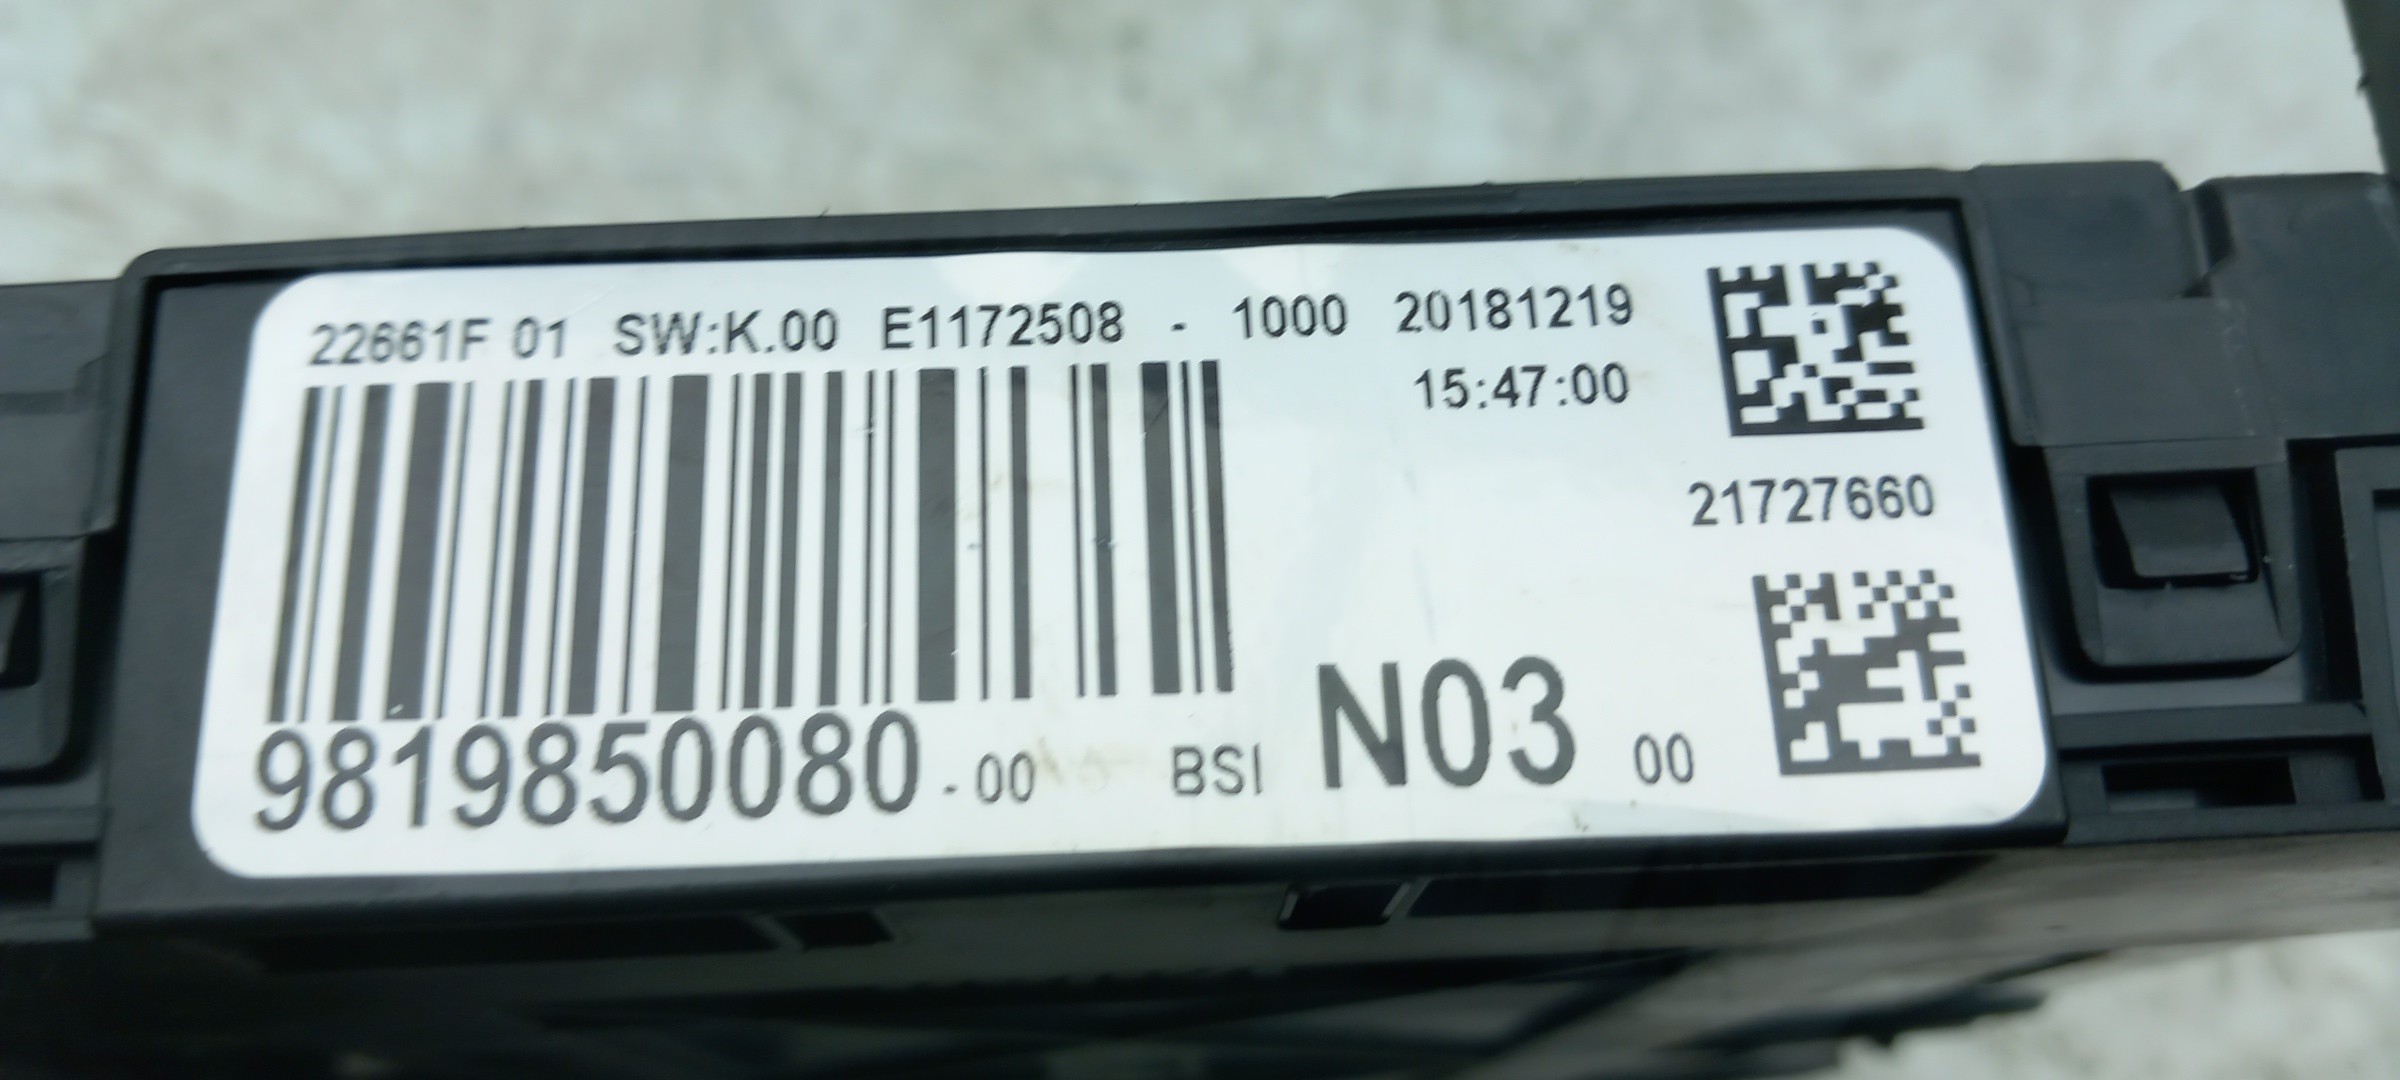 22661F 01 SW:K.00 E1172508 - 1000 20181219
15:47:00
21727660
9819850080 - 00 BSI N03 00